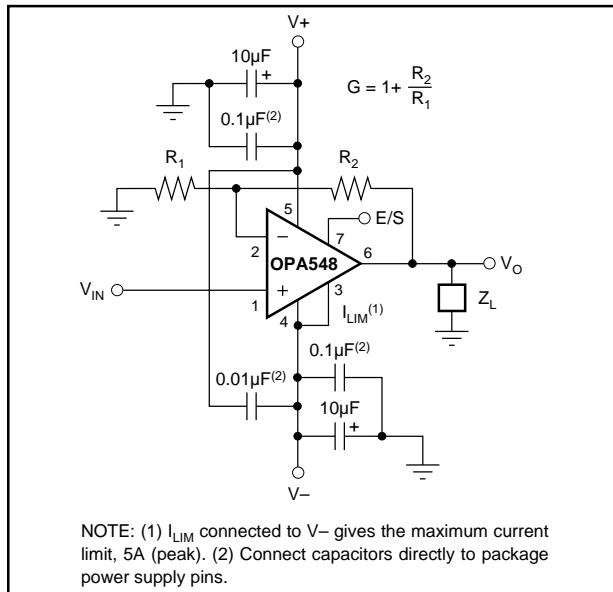 V+
10µF
+
G = 1+ R2
R1
0.1µF(2)
R1
R2
5
E/S
7
2
−
OPA548
6
VO
VIN
1
+
3
4
ILIM(1)
ZL
0.1µF(2)
0.01µF(2)
10µF
+
V–
NOTE: (1) ILIM connected to V– gives the maximum current
limit, 5A (peak). (2) Connect capacitors directly to package
power supply pins.